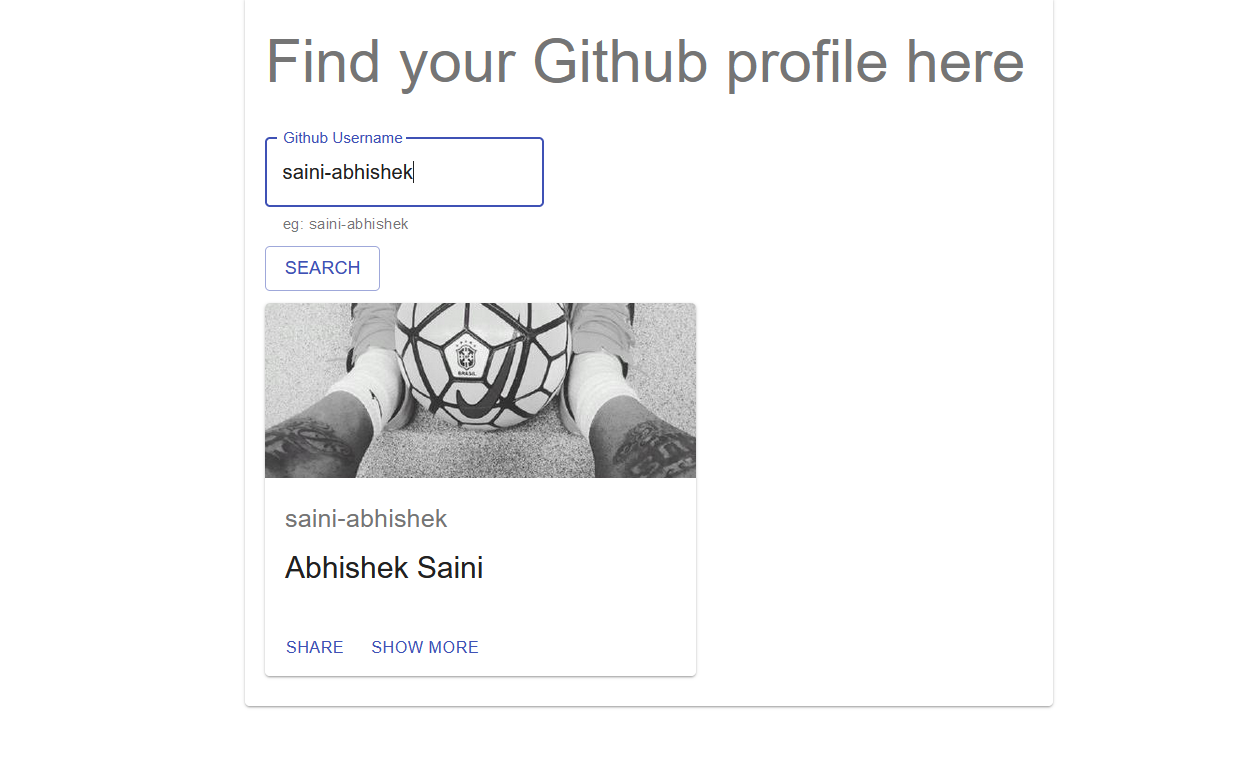 Find your Github profile here
Github Username
saini-abhishek
eg: saini-abhishek
SEARCH
BRASIL
saini-abhishek
Abhishek Saini
SHARE
SHOW MORE